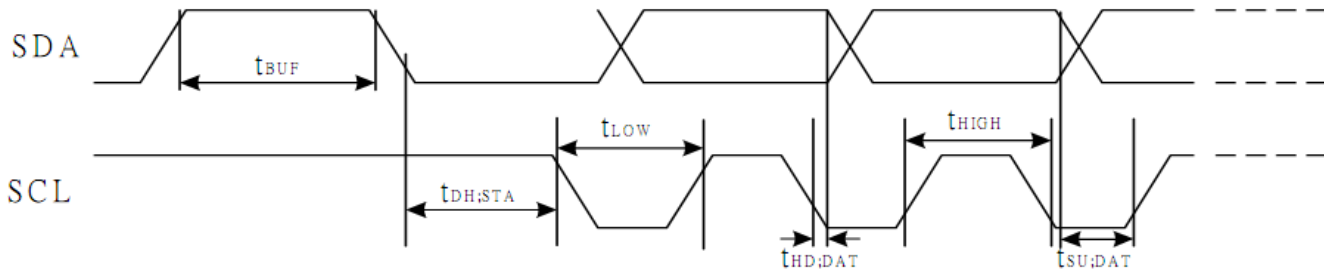 SDA
tBUF
tLOW
tHIGH
SCL
tDH;STA
tHD;DAT
tSU;DAT